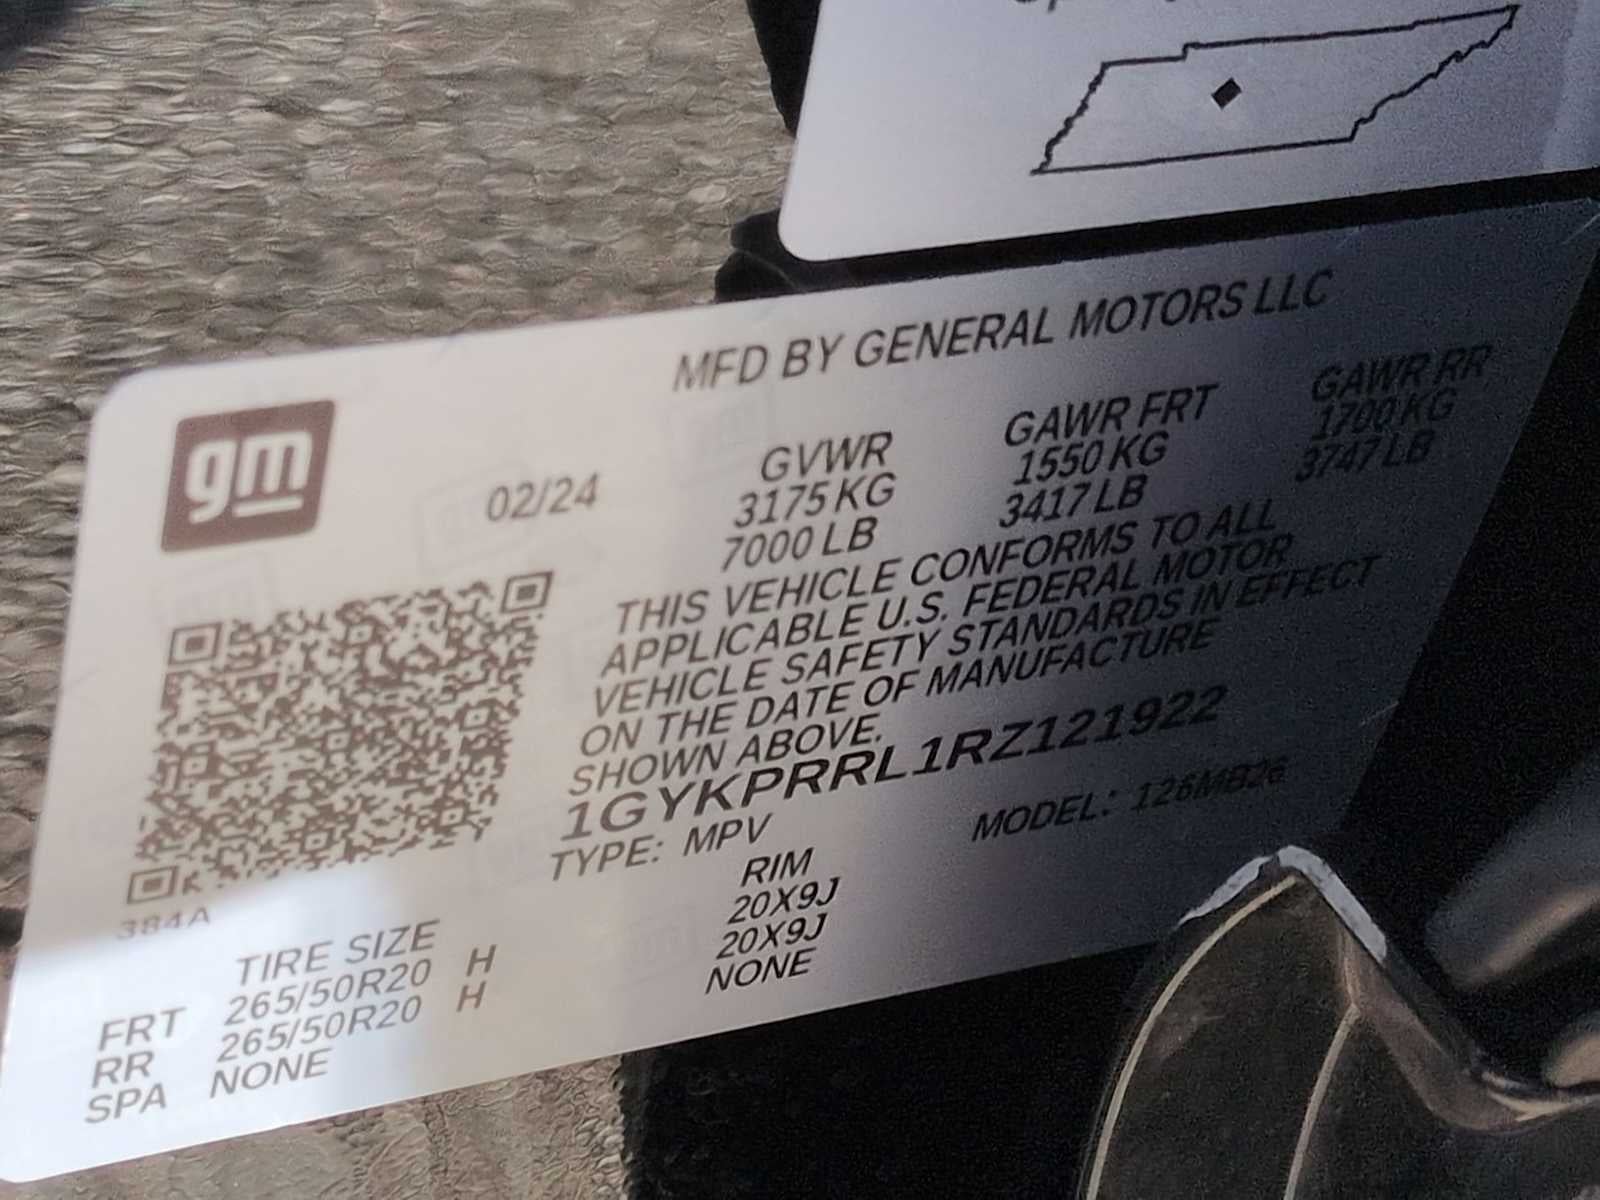 MFD BY GENERAL MOTORS LLC
gm
02/24
GVWR
3175 KG
7000 LB
GAWR FRT
1550 KG
3417 LB
GAWR RR
1700 KG
3747 LB
THIS VEHICLE CONFORMS TO ALL
APPLICABLE U.S. FEDERAL MOTOR
VEHICLE SAFETY STANDARDS IN EFFECT
ON THE DATE OF MANUFACTURE
SHOWN ABOVE.
1GYKPRRL1RZ121922
TYPE: MPV MODEL: 126MB26
384A
TIRE SIZE RIM
FRT 265/50R20 H 20X9J
RR 265/50R20 H 20X9J
SPA NONE NONE